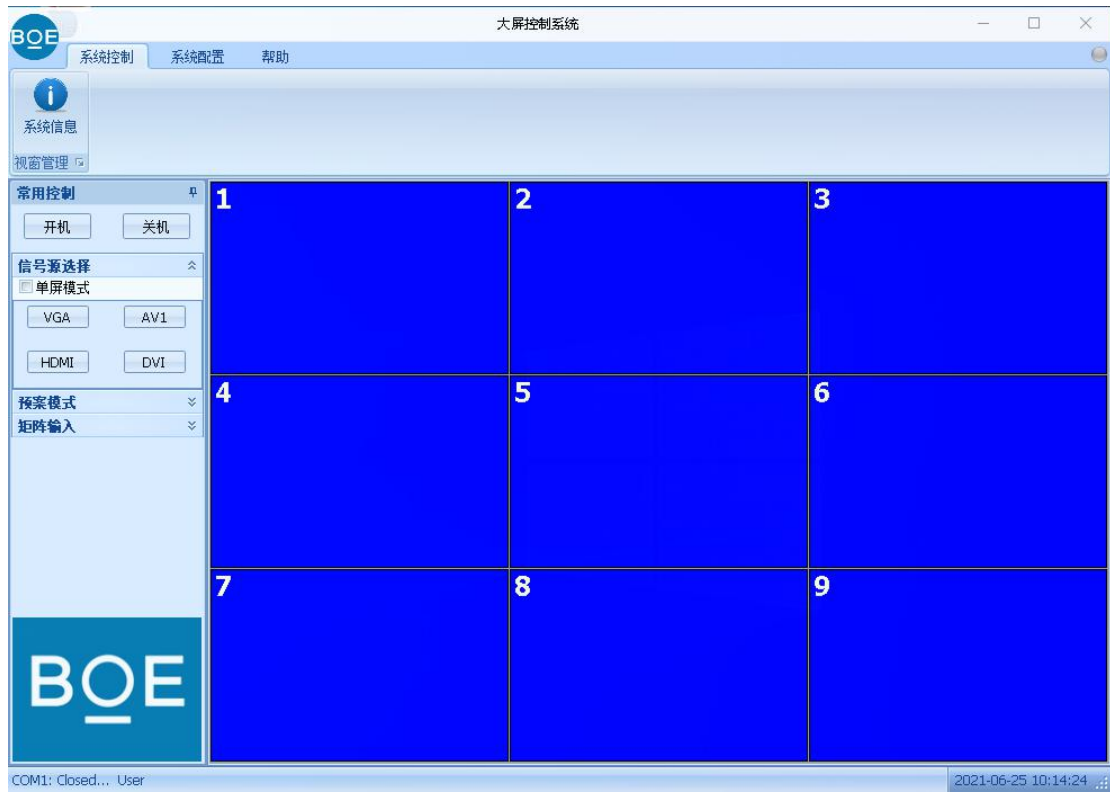 大屏控制系统
BOE
系统控制 系统配置 帮助
系统信息
视窗管理
常用控制
开机 关机
信号源选择
单屏模式
VGA AV1
HDMI DVI
预案模式
矩阵输入
1 2 3
4 5 6
7 8 9
BOE
COM1: Closed... User 2021-06-25 10:14:24